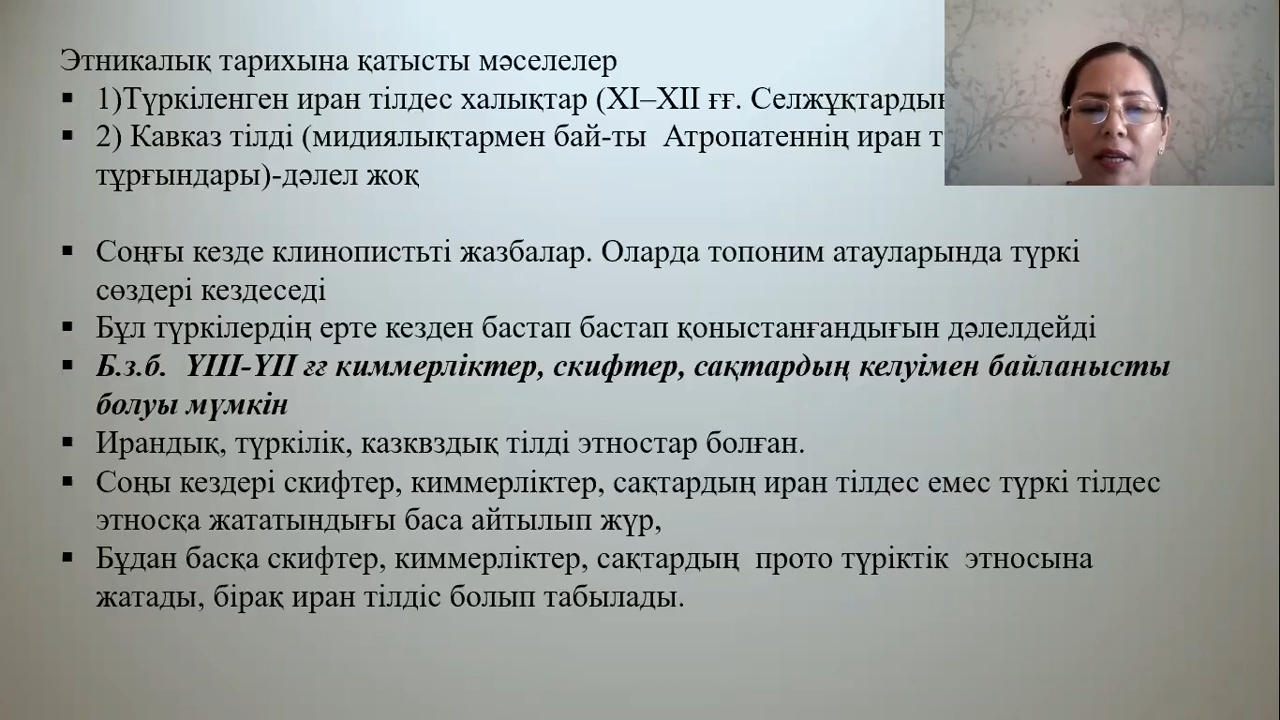 Этникалық тарихына қатысты мәселелер
▪ 1)Түркіленген иран тілдес халықтар (XI–XII ғғ. Селжұқтардың
▪ 2) Кавказ тілді (мидиялықтармен бай-ты Атропатеннің иран т
тұрғындары)-дәлел жоқ
▪ Соңғы кезде клинопистьті жазбалар. Оларда топоним атауларында түркі
сөздері кездеседі
▪ Бұл түркілердің ерте кезден бастап бастап қоныстанғандығын дәлелдейді
▪ Б.з.б. ҮІІІ-ҮІІ ғғ киммерліктер, скифтер, сақтардың келуімен байланысты
болуы мүмкін
▪ Ирандық, түркілік, казквздық тілді этностар болған.
▪ Соңы кездері скифтер, киммерліктер, сақтардың иран тілдес емес түркі тілдес
этносқа жататындығы баса айтылып жүр,
▪ Бұдан басқа скифтер, киммерліктер, сақтардың прото түріктік этносына
жатады, бірақ иран тілдіс болып табылады.